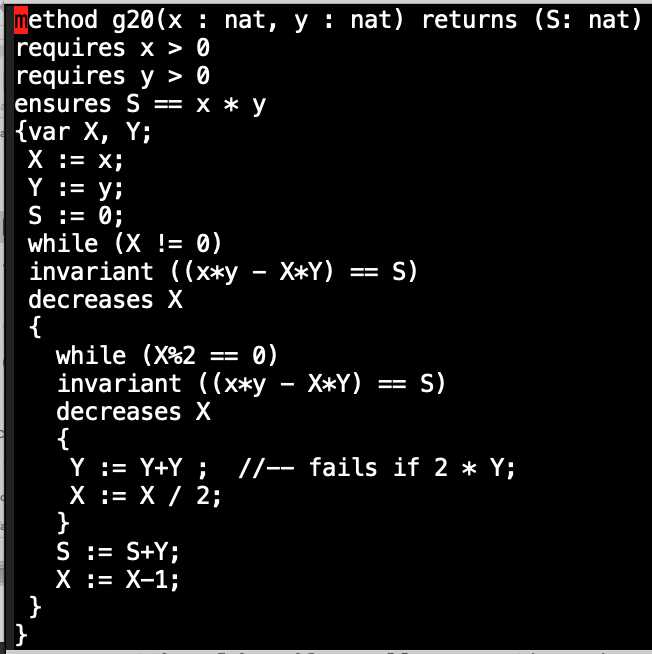 method g20(x : nat, y : nat) returns (S: nat)
requires x > 0
requires y > 0
ensures S == x * y
{var X, Y;
 X := x;
 Y := y;
 S := 0;
 while (X != 0)
 invariant ((x*y - X*Y) == S)
 decreases X
 {
   while (X%2 == 0)
   invariant ((x*y - X*Y) == S)
   decreases X
   {
    Y := Y+Y ;  //-- fails if 2 * Y;
    X := X / 2;
   }
   S := S+Y;
   X := X-1;
 }
}